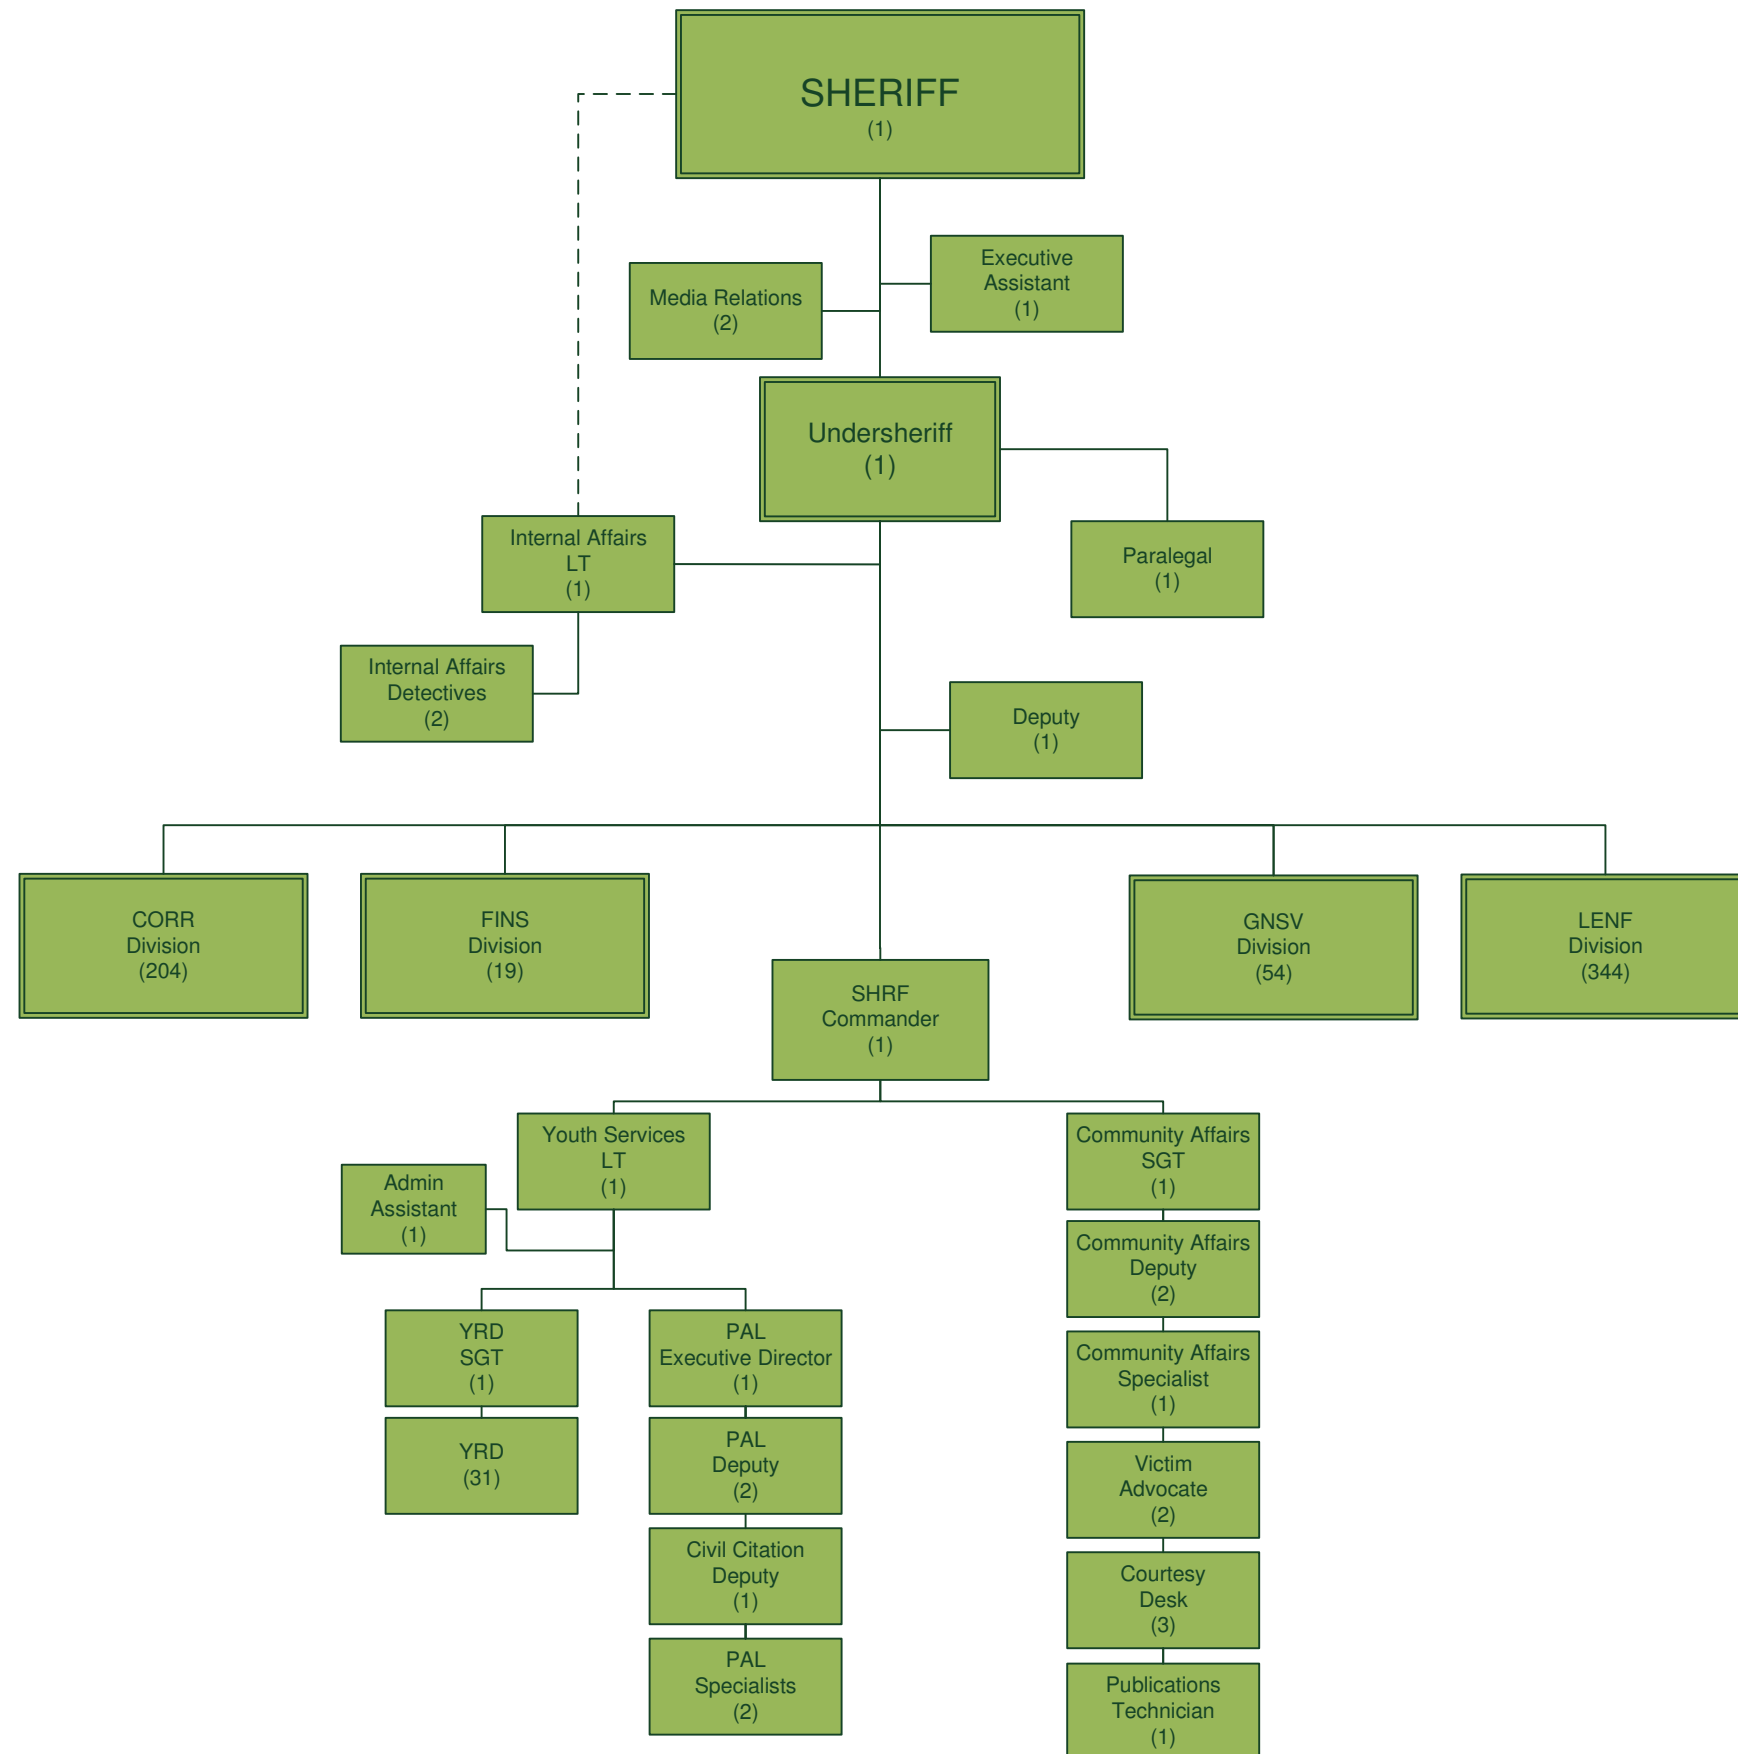 SHERIFF
(1)
Executive
Assistant
(1)
Media Relations
(2)
Undersheriff
(1)
Internal Affairs
LT
(1)
Paralegal
(1)
Internal Affairs
Detectives
(2)
Deputy
(1)
CORR
Division
(204)
FINS
Division
(19)
GNSV
Division
(54)
LENF
Division
(344)
SHRF
Commander
(1)
Youth Services
LT
(1)
Admin
Assistant
(1)
YRD
SGT
(1)
YRD
(31)
PAL
Executive Director
(1)
PAL
Deputy
(2)
Civil Citation
Deputy
(1)
PAL
Specialists
(2)
Community Affairs
SGT
(1)
Community Affairs
Deputy
(2)
Community Affairs
Specialist
(1)
Victim
Advocate
(2)
Courtesy
Desk
(3)
Publications
Technician
(1)